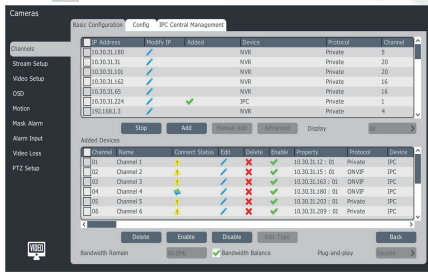 Cameras
Basic Configuration Config IPC Central Management
Channels
Stream Setup
Video Setup
OSD
Motion
Mask Alarm
Alarm Input
Video Loss
PTZ Setup
IP Address Modify IP Added Device Protocol Channel
10.30.31.180 NVR Private 5
10.30.31.31 NVR Private 20
10.30.31.101 NVR Private 20
10.30.31.162 NVR Private 16
10.30.31.65 NVR Private 16
10.30.31.224 IPC Private 1
192.168.1.3 NVR Private 4
Stop Add Manual Add Advanced Display All
Added Devices
Channel Name Connect Status Edit Delete Enable Property Protocol Device
01 Channel 1 10.30.31.12 : 01 Private IPC
02 Channel 2 10.30.31.15 : 01 ONVIF IPC
03 Channel 3 10.30.31.163 : 01 ONVIF IPC
04 Channel 4 10.30.31.180 : 01 ONVIF IPC
05 Channel 5 10.30.31.203 : 01 Private IPC
06 Channel 6 10.30.31.209 : 01 Private IPC
Delete Enable Disable Edit Type Back
Bandwidth Remain Bandwidth Balance Plug-and-play Disable
VIDEO